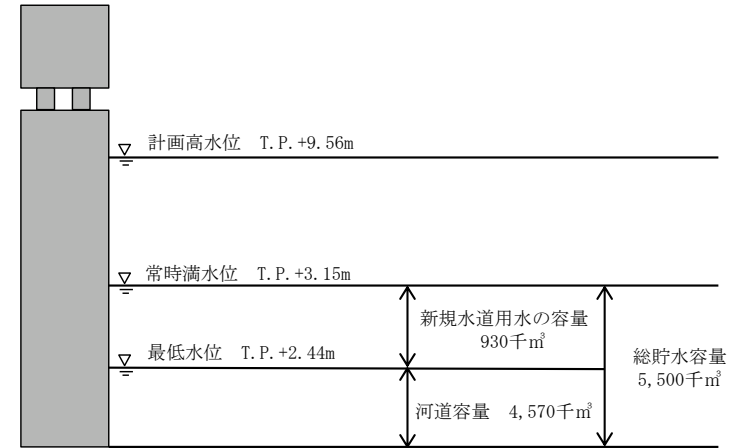 計画高水位　T.P.+9.56m
常時満水位　T.P.+3.15m
新規水道用水の容量
930千㎥
最低水位　T.P.+2.44m
総貯水容量
5,500千㎥
河道容量　4,570千㎥